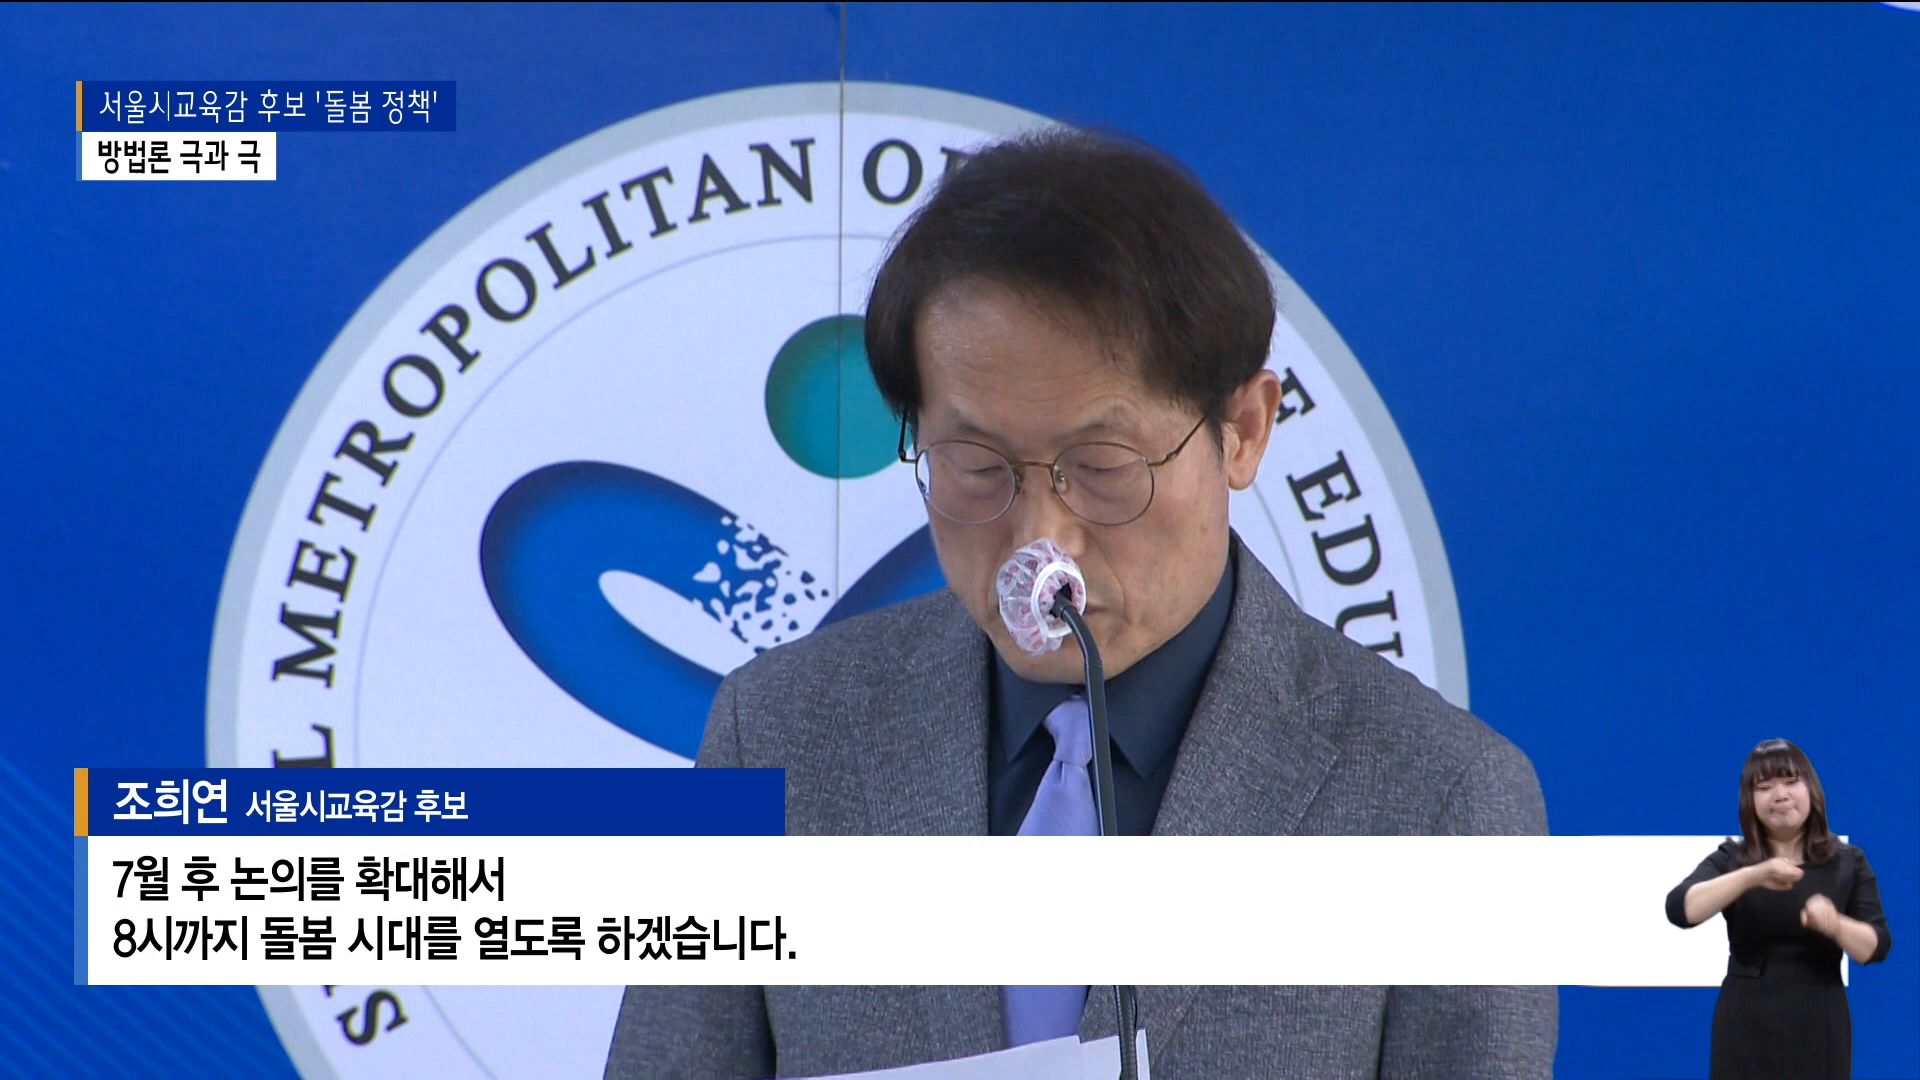 서울시교육감 후보 '돌봄 정책'
방법론 극과 극
METROPOLITAN
EDU
조희연 서울시교육감 후보
7월 후 논의를 확대해서
8시까지 돌봄 시대를 열도록 하겠습니다.